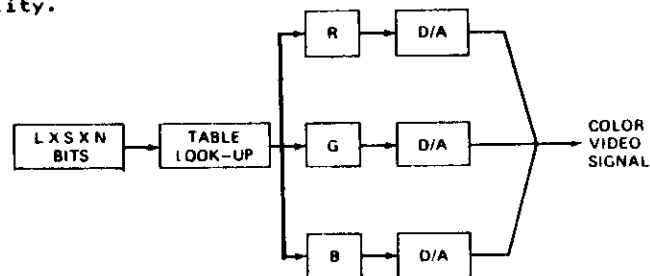 ity.
R
D/A
L X S X N
BITS
TABLE
LOOK-UP
G
D/A
COLOR
VIDEO
SIGNAL
B
D/A